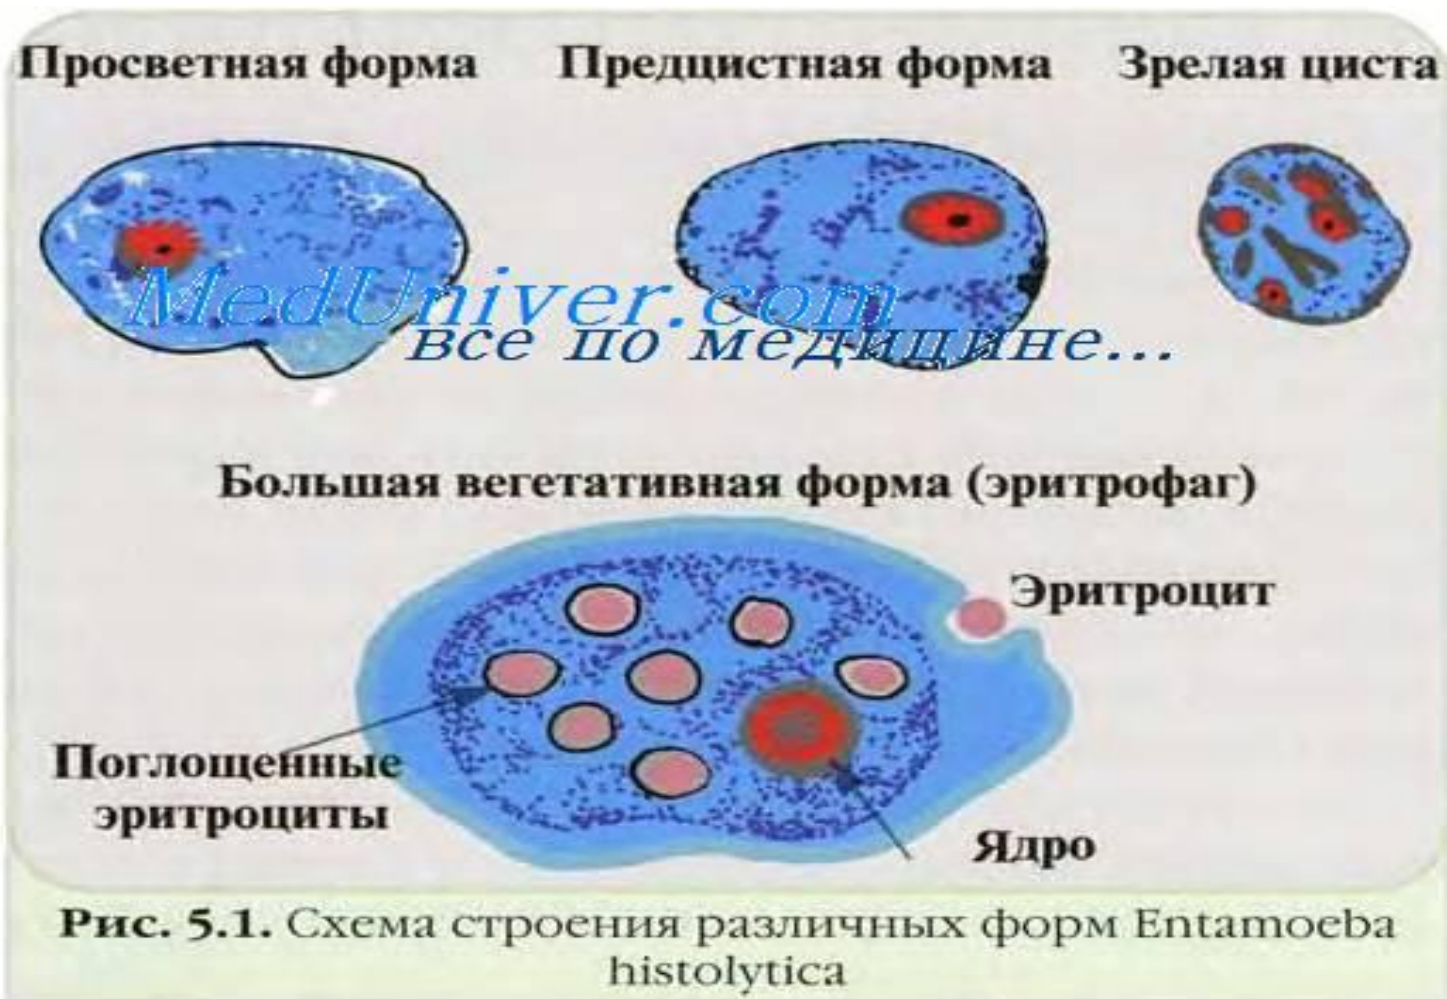 Просветная форма Предцистная форма Зрелая циста
MedUniver.com
все по медицине...
Большая вегетативная форма (эритрофаг)
Эритроцит
Поглощенные
эритроциты
Ядро
Рис. 5.1. Схема строения различных форм Entamoeba
histolytica